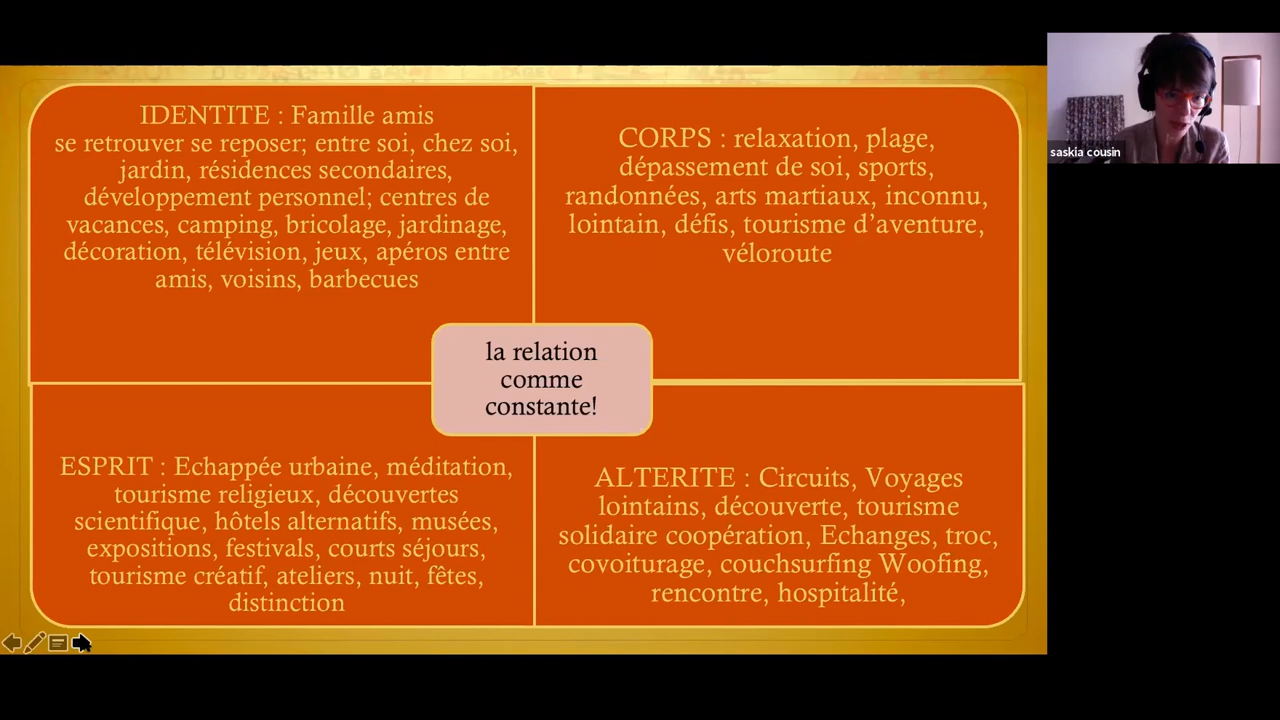 IDENTITE : Famille amis
se retrouver se reposer; entre soi, chez soi,
jardin, résidences secondaires,
développement personnel; centres de
vacances, camping, bricolage, jardinage,
décoration, télévision, jeux, apéros entre
amis, voisins, barbecues
CORPS : relaxation, plage,
dépassement de soi, sports,
randonnées, arts martiaux, inconnu,
lointain, défis, tourisme d’aventure,
véloroute
la relation
comme
constante!
ESPRIT : Echappée urbaine, méditation,
tourisme religieux, découvertes
scientifique, hôtels alternatifs, musées,
expositions, festivals, courts séjours,
tourisme créatif, ateliers, nuit, fêtes,
distinction
ALTERITE : Circuits, Voyages
lointains, découverte, tourisme
solidaire coopération, Echanges, troc,
covoiturage, couchsurfing Woofing,
rencontre, hospitalité,
saskia cousin